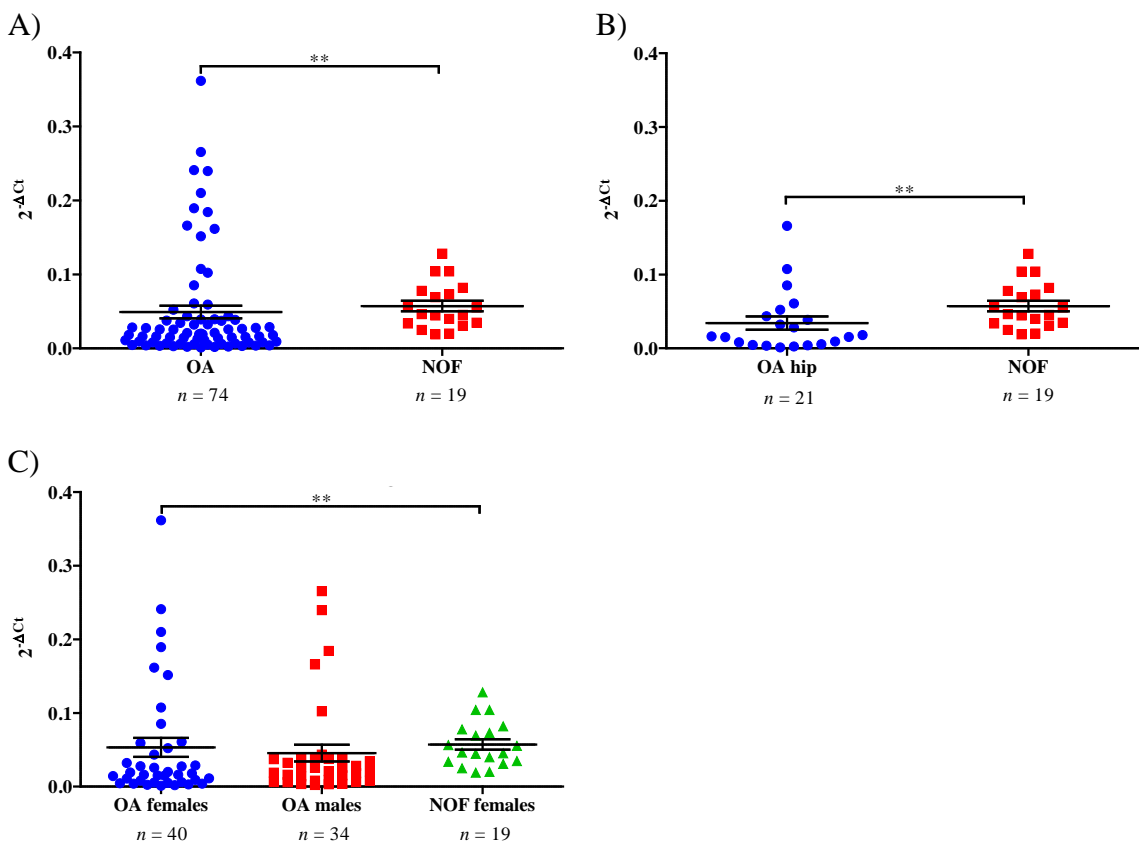 A)
0.4
0.3
0.2
0.1
0.0
2-ΔCt
**
OA
NOF
n = 74
n = 19
B)
0.4
0.3
0.2
0.1
0.0
2-ΔCt
**
OA hip
NOF
n = 21
n = 19
C)
0.4
0.3
0.2
0.1
0.0
2-ΔCt
**
OA females
OA males
NOF females
n = 40
n = 34
n = 19